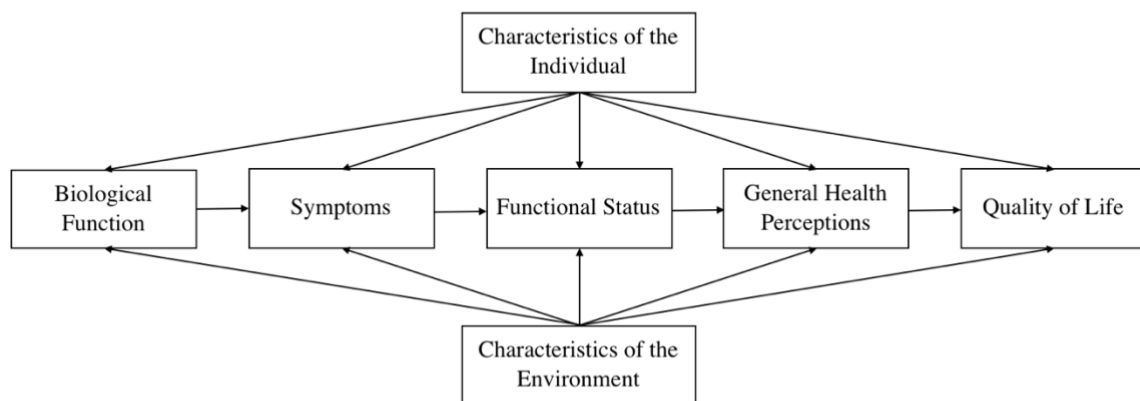 Characteristics of the
Individual
Biological
Function
Symptoms
Functional Status
General Health
Perceptions
Quality of Life
Characteristics of the
Environment